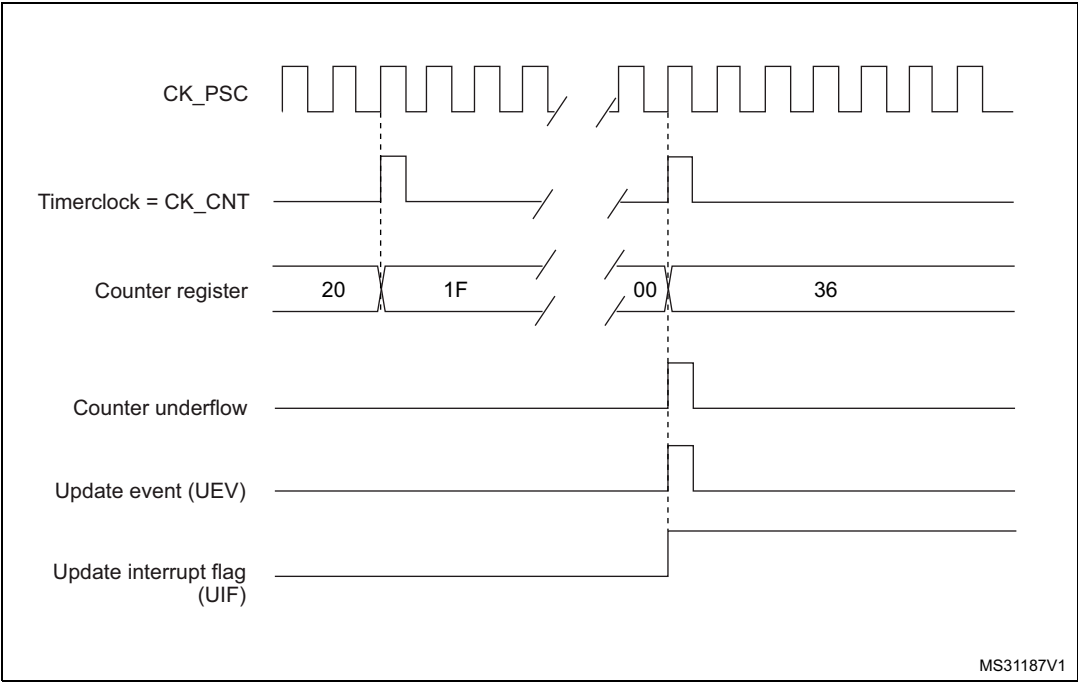 CK_PSC
Timerclock = CK_CNT
Counter register
20
1F
00
36
Counter underflow
Update event (UEV)
Update interrupt flag
(UIF)
MS31187V1